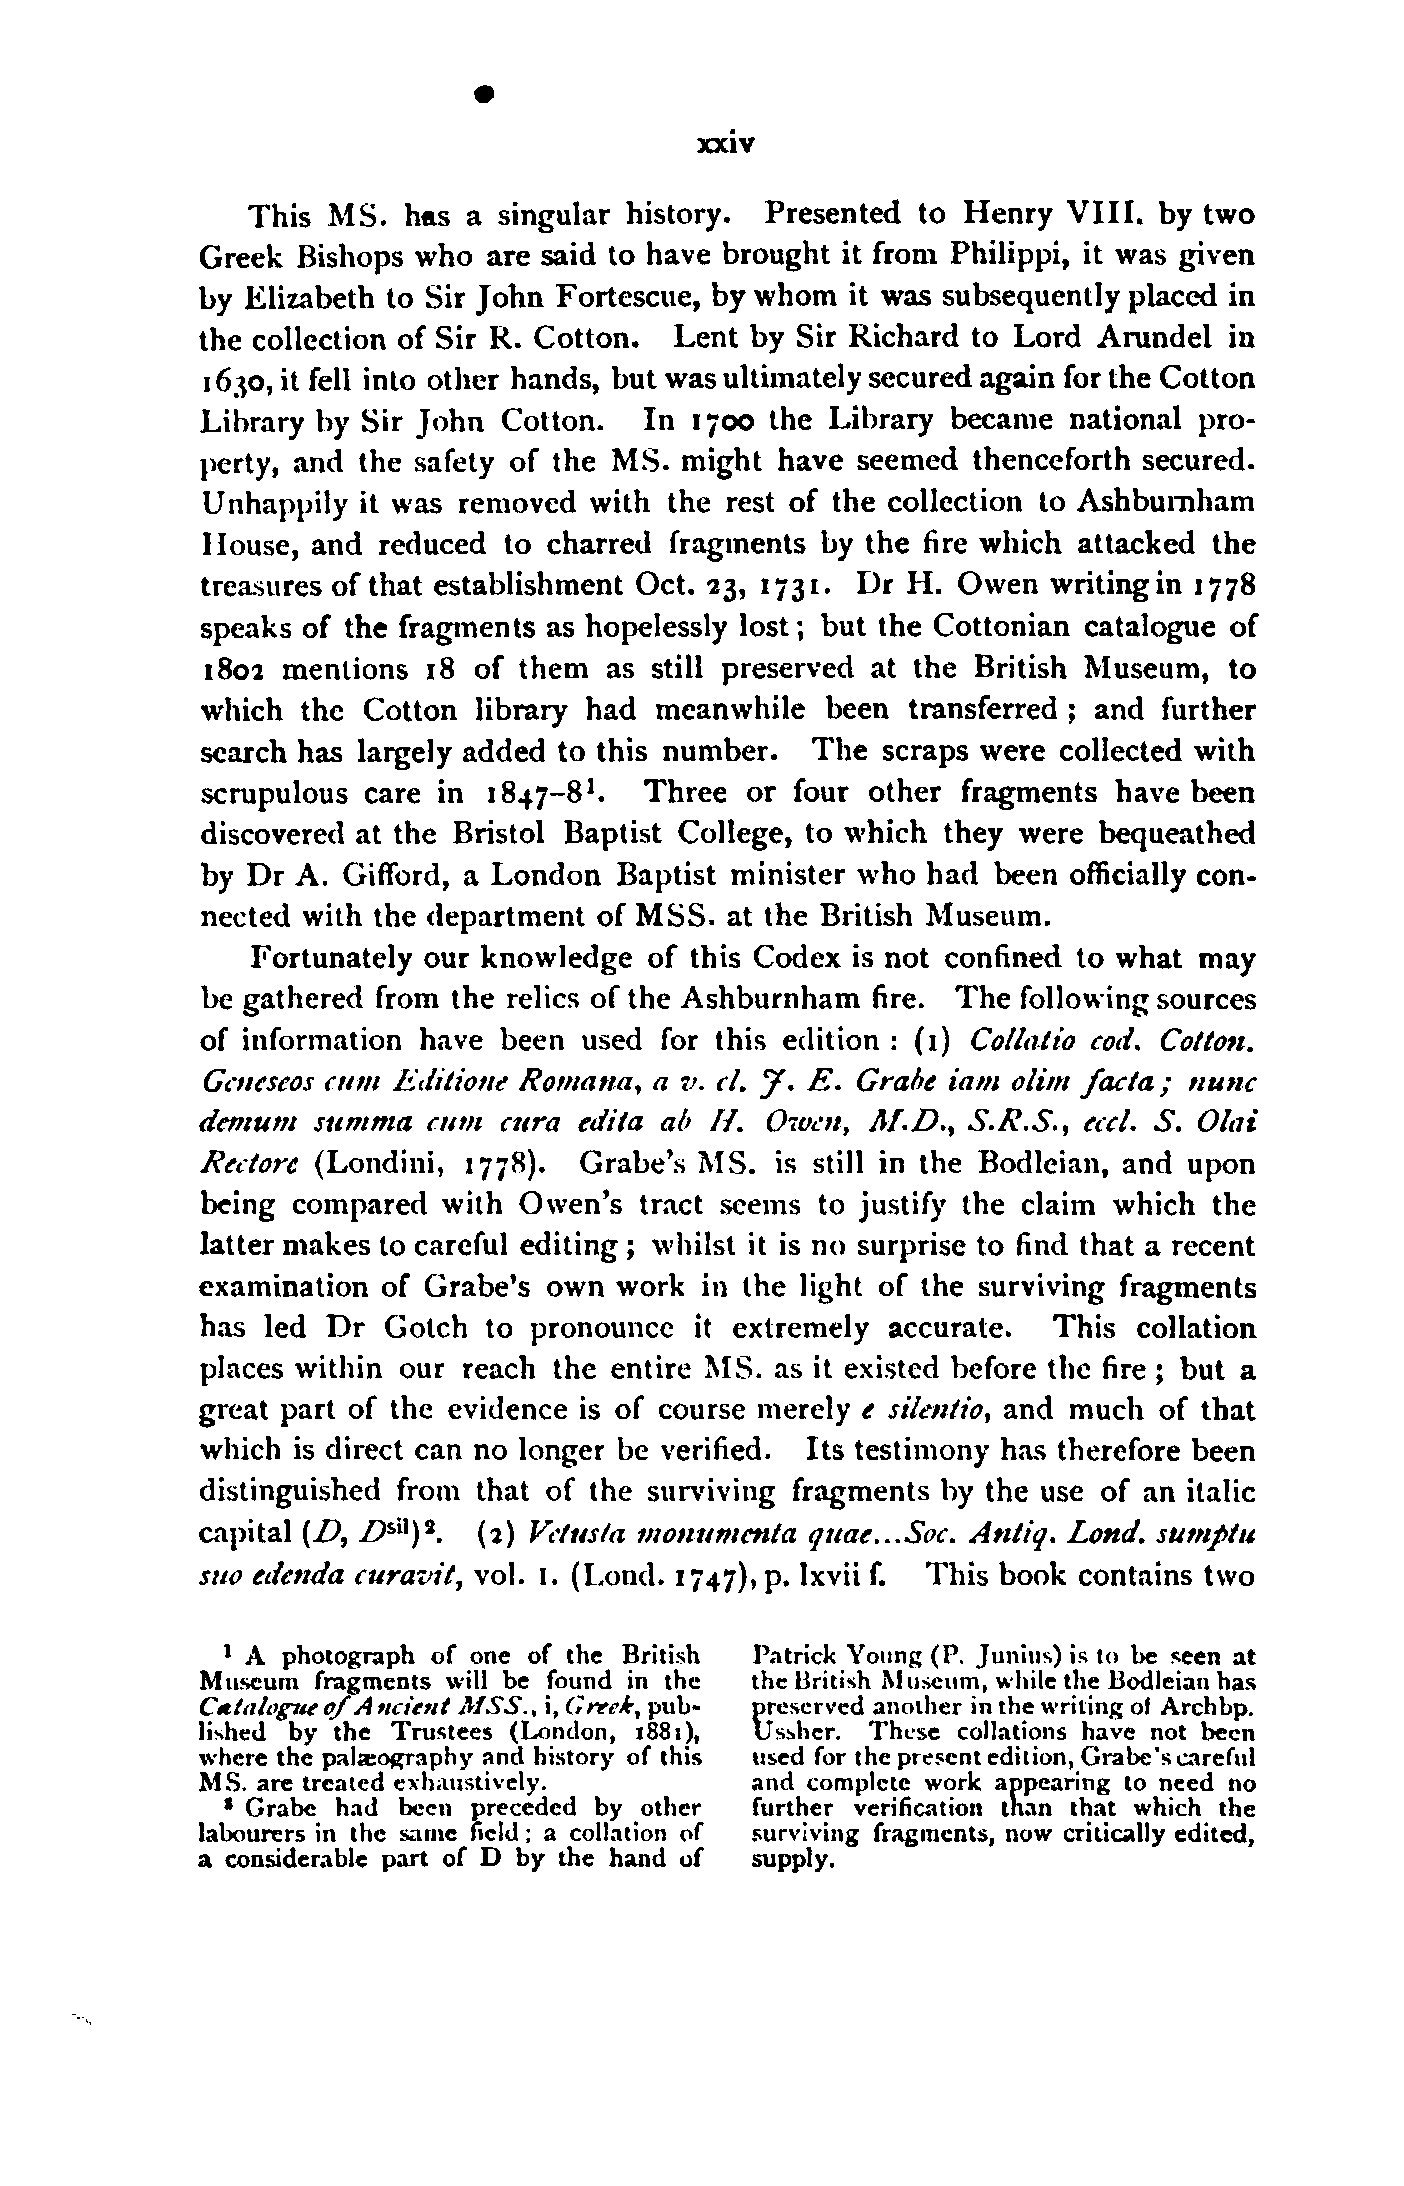 xxiv
This MS. has a singular history. Presented to Henry VIII. by two
Greek Bishops who are said to have brought it from Philippi, it was given
by Elizabeth to Sir John Fortescue, by whom it was subsequently placed in
the collection of Sir R. Cotton. Lent by Sir Richard to Lord Arundel in
1630, it fell into other hands, but was ultimately secured again for the Cotton
Library by Sir John Cotton. In 1700 the Library became national pro-
perty, and the safety of the MS. might have seemed thenceforth secured.
Unhappily it was removed with the rest of the collection to Ashburnham
House, and reduced to charred fragments by the fire which attacked the
treasures of that establishment Oct. 23, 1731. Dr H. Owen writing in 1778
speaks of the fragments as hopelessly lost; but the Cottonian catalogue of
1802 mentions 18 of them as still preserved at the British Museum, to
which the Cotton library had meanwhile been transferred; and further
search has largely added to this number. The scraps were collected with
scrupulous care in 1847–8¹. Three or four other fragments have been
discovered at the Bristol Baptist College, to which they were bequeathed
by Dr A. Gifford, a London Baptist minister who had been officially con-
nected with the department of MSS. at the British Museum.
Fortunately our knowledge of this Codex is not confined to what may
be gathered from the relics of the Ashburnham fire. The following sources
of information have been used for this edition: (1) Collatio cod. Cotton.
Geneseos cum Editione Romana, a v. cl. J. E. Grabe iam olim facta; nunc
demum summa cum cura edita ab H. Owen, M.D., S.R.S., eccl. S. Olai
Rectore (Londini, 1778). Grabe's MS. is still in the Bodleian, and upon
being compared with Owen's tract seems to justify the claim which the
latter makes to careful editing; whilst it is no surprise to find that a recent
examination of Grabe's own work in the light of the surviving fragments
has led Dr Gotch to pronounce it extremely accurate. This collation
places within our reach the entire MS. as it existed before the fire; but a
great part of the evidence is of course merely e silentio, and much of that
which is direct can no longer be verified. Its testimony has therefore been
distinguished from that of the surviving fragments by the use of an italic
capital (D, Dsil)². (2) Vetusta monumenta quae...Soc. Antiq. Lond. sumptu
suo edenda curavit, vol. I. (Lond. 1747), p. lxvii f. This book contains two
¹ A photograph of one of the British
Museum fragments will be found in the
Catalogue of Ancient MSS., i, Greek, pub-
lished by the Trustees (London, 1881),
where the palæography and history of this
MS. are treated exhaustively.
² Grabe had been preceded by other
labourers in the same field; a collation of
a considerable part of D by the hand of
Patrick Young (P. Junius) is to be seen at
the British Museum, while the Bodleian has
preserved another in the writing of Archbp.
Ussher. These collations have not been
used for the present edition, Grabe's careful
and complete work appearing to need no
further verification than that which the
surviving fragments, now critically edited,
supply.